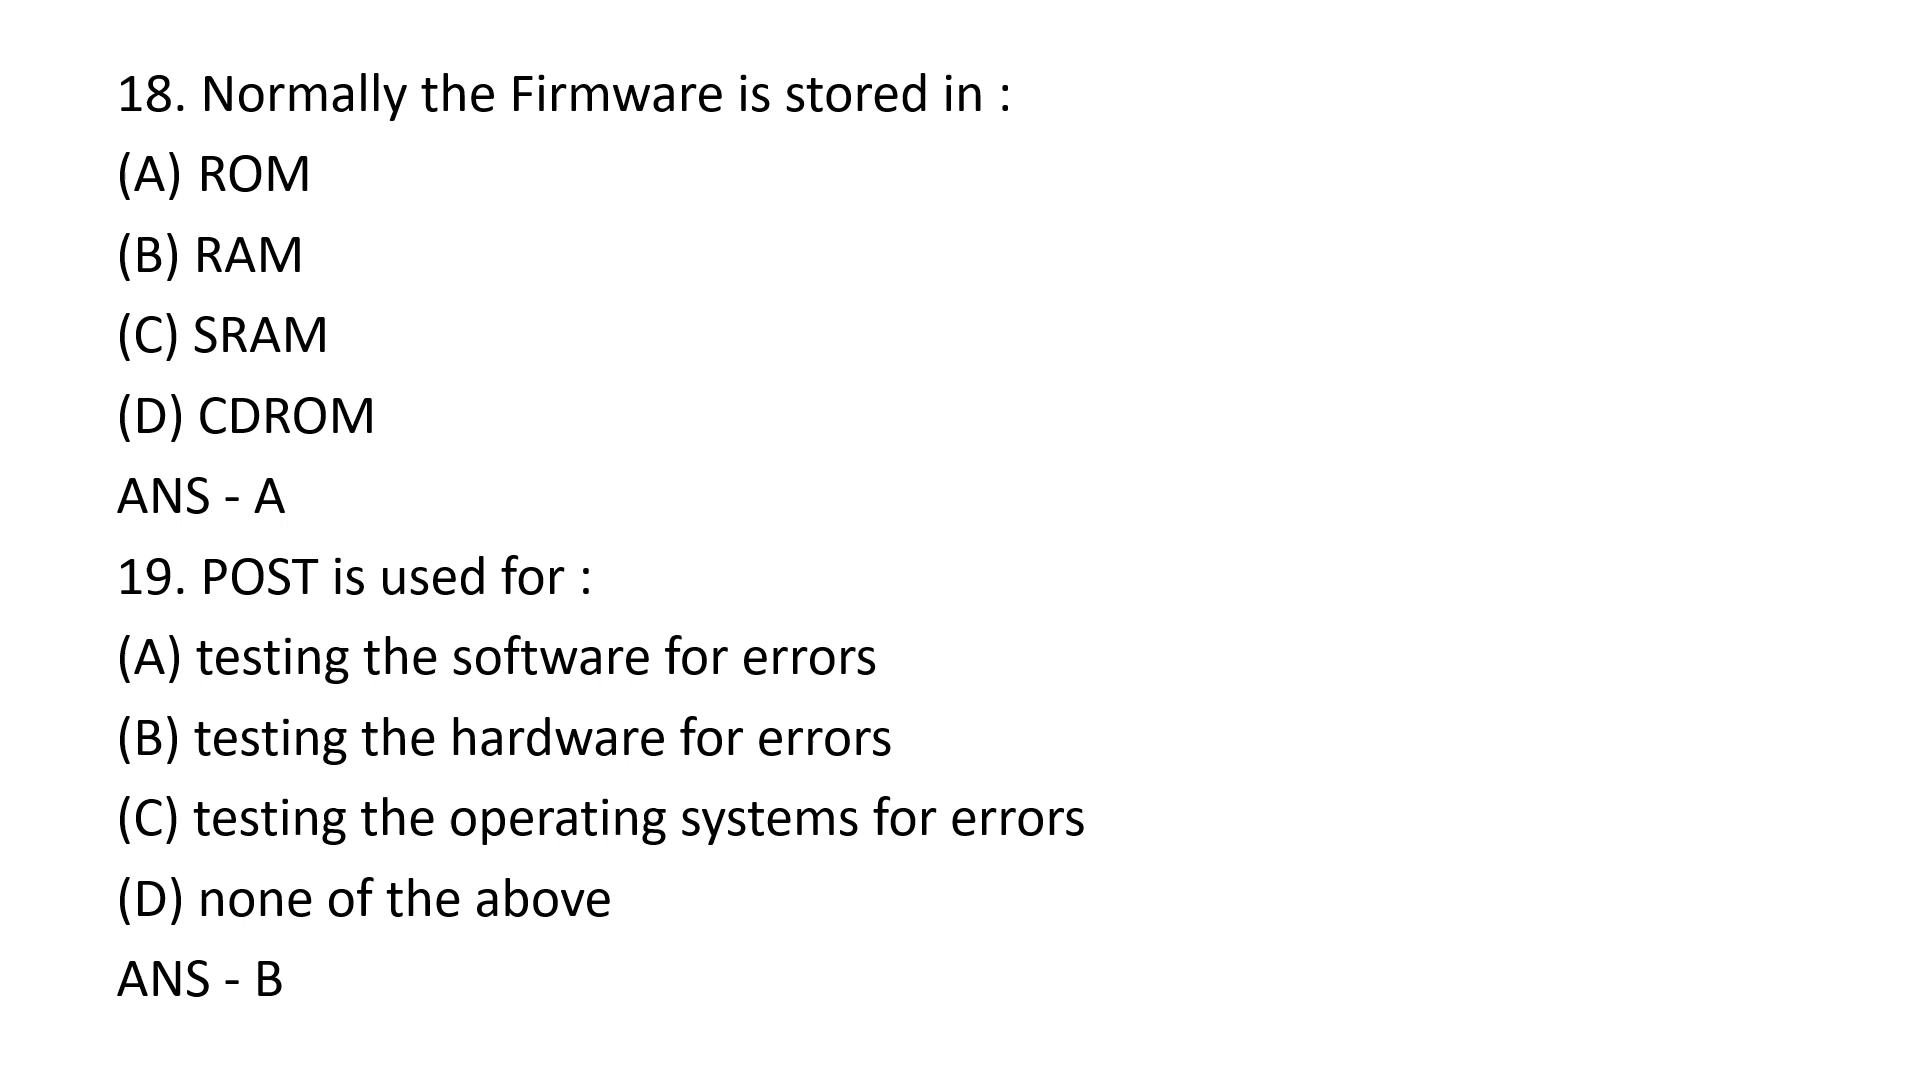 18. Normally the Firmware is stored in :
(A) ROM
(B) RAM
(C) SRAM
(D) CDROM
ANS - A
19. POST is used for :
(A) testing the software for errors
(B) testing the hardware for errors
(C) testing the operating systems for errors
(D) none of the above
ANS - B